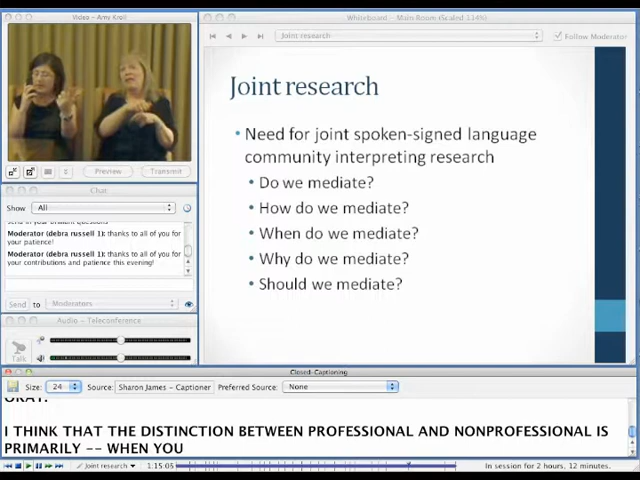 Video - Amy Kroll
Preview
Transmit
Chat
Show
All
Moderator (debra russell 1): thanks to all of you for
your patience!
Moderator (debra russell 1): thanks to all of you for
your contributions and patience this evening!
Send
to
Moderators
Audio - Teleconference
Talk
Whiteboard - Main Room (Scaled 114%)
Joint research
Follow Moderator
Joint research
• Need for joint spoken-signed language
community interpreting research
• Do we mediate?
• How do we mediate?
• When do we mediate?
• Why do we mediate?
• Should we mediate?
Closed-Captioning
Size: 24 Source: Sharon James - Captioner Preferred Source: None
OKAY.
I THINK THAT THE DISTINCTION BETWEEN PROFESSIONAL AND NONPROFESSIONAL IS
PRIMARILY -- WHEN YOU
Joint research
1:15:05
In session for 2 hours, 12 minutes.